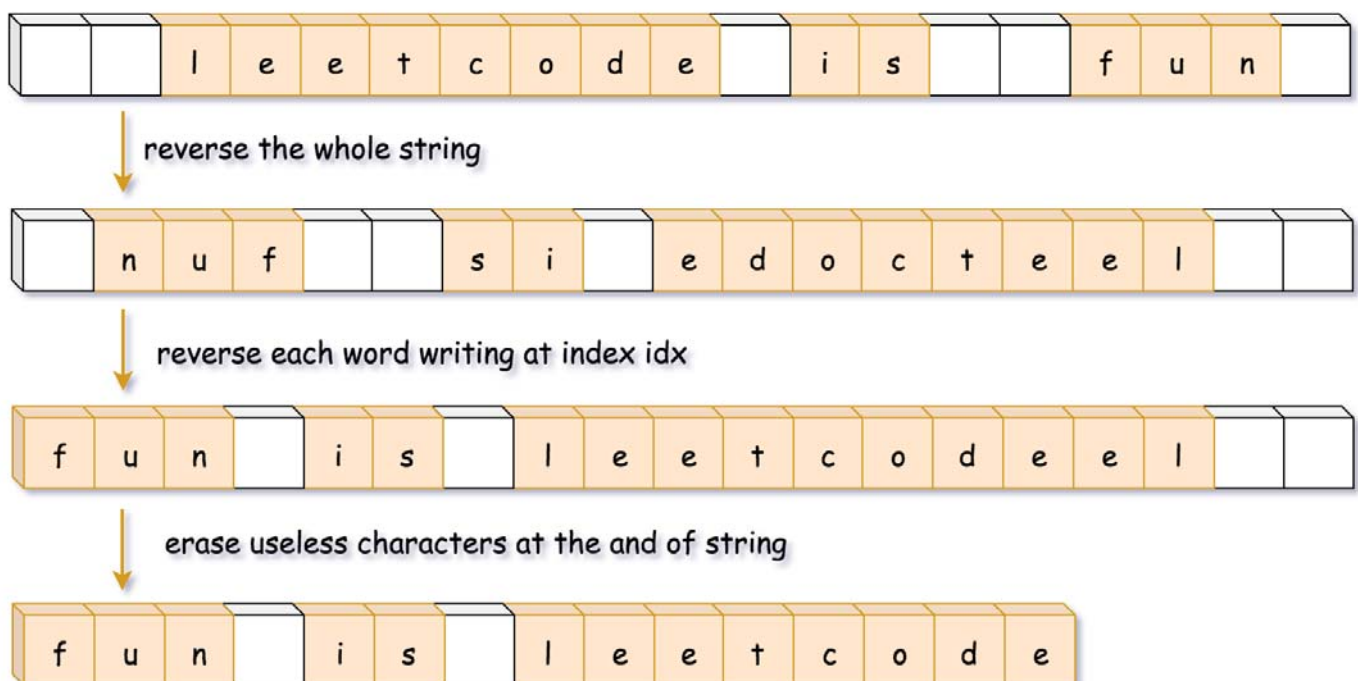 l e e t c o d e i s f u n
reverse the whole string
n u f s i e d o c t e e l
reverse each word writing at index idx
f u n i s l e e t c o d e e l
erase useless characters at the and of string
f u n i s l e e t c o d e